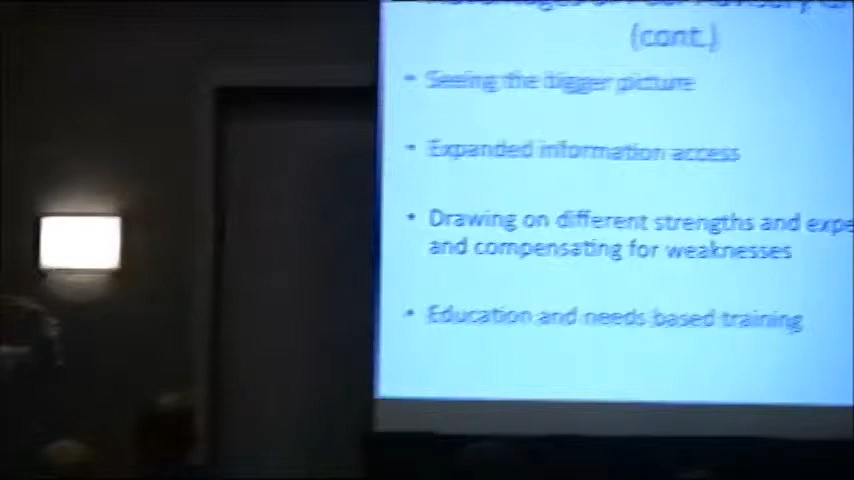 (cont.)
• Seeing the bigger picture
• Expanded information access
• Drawing on different strengths and
and compensating for weaknesses
• Education and needs based training